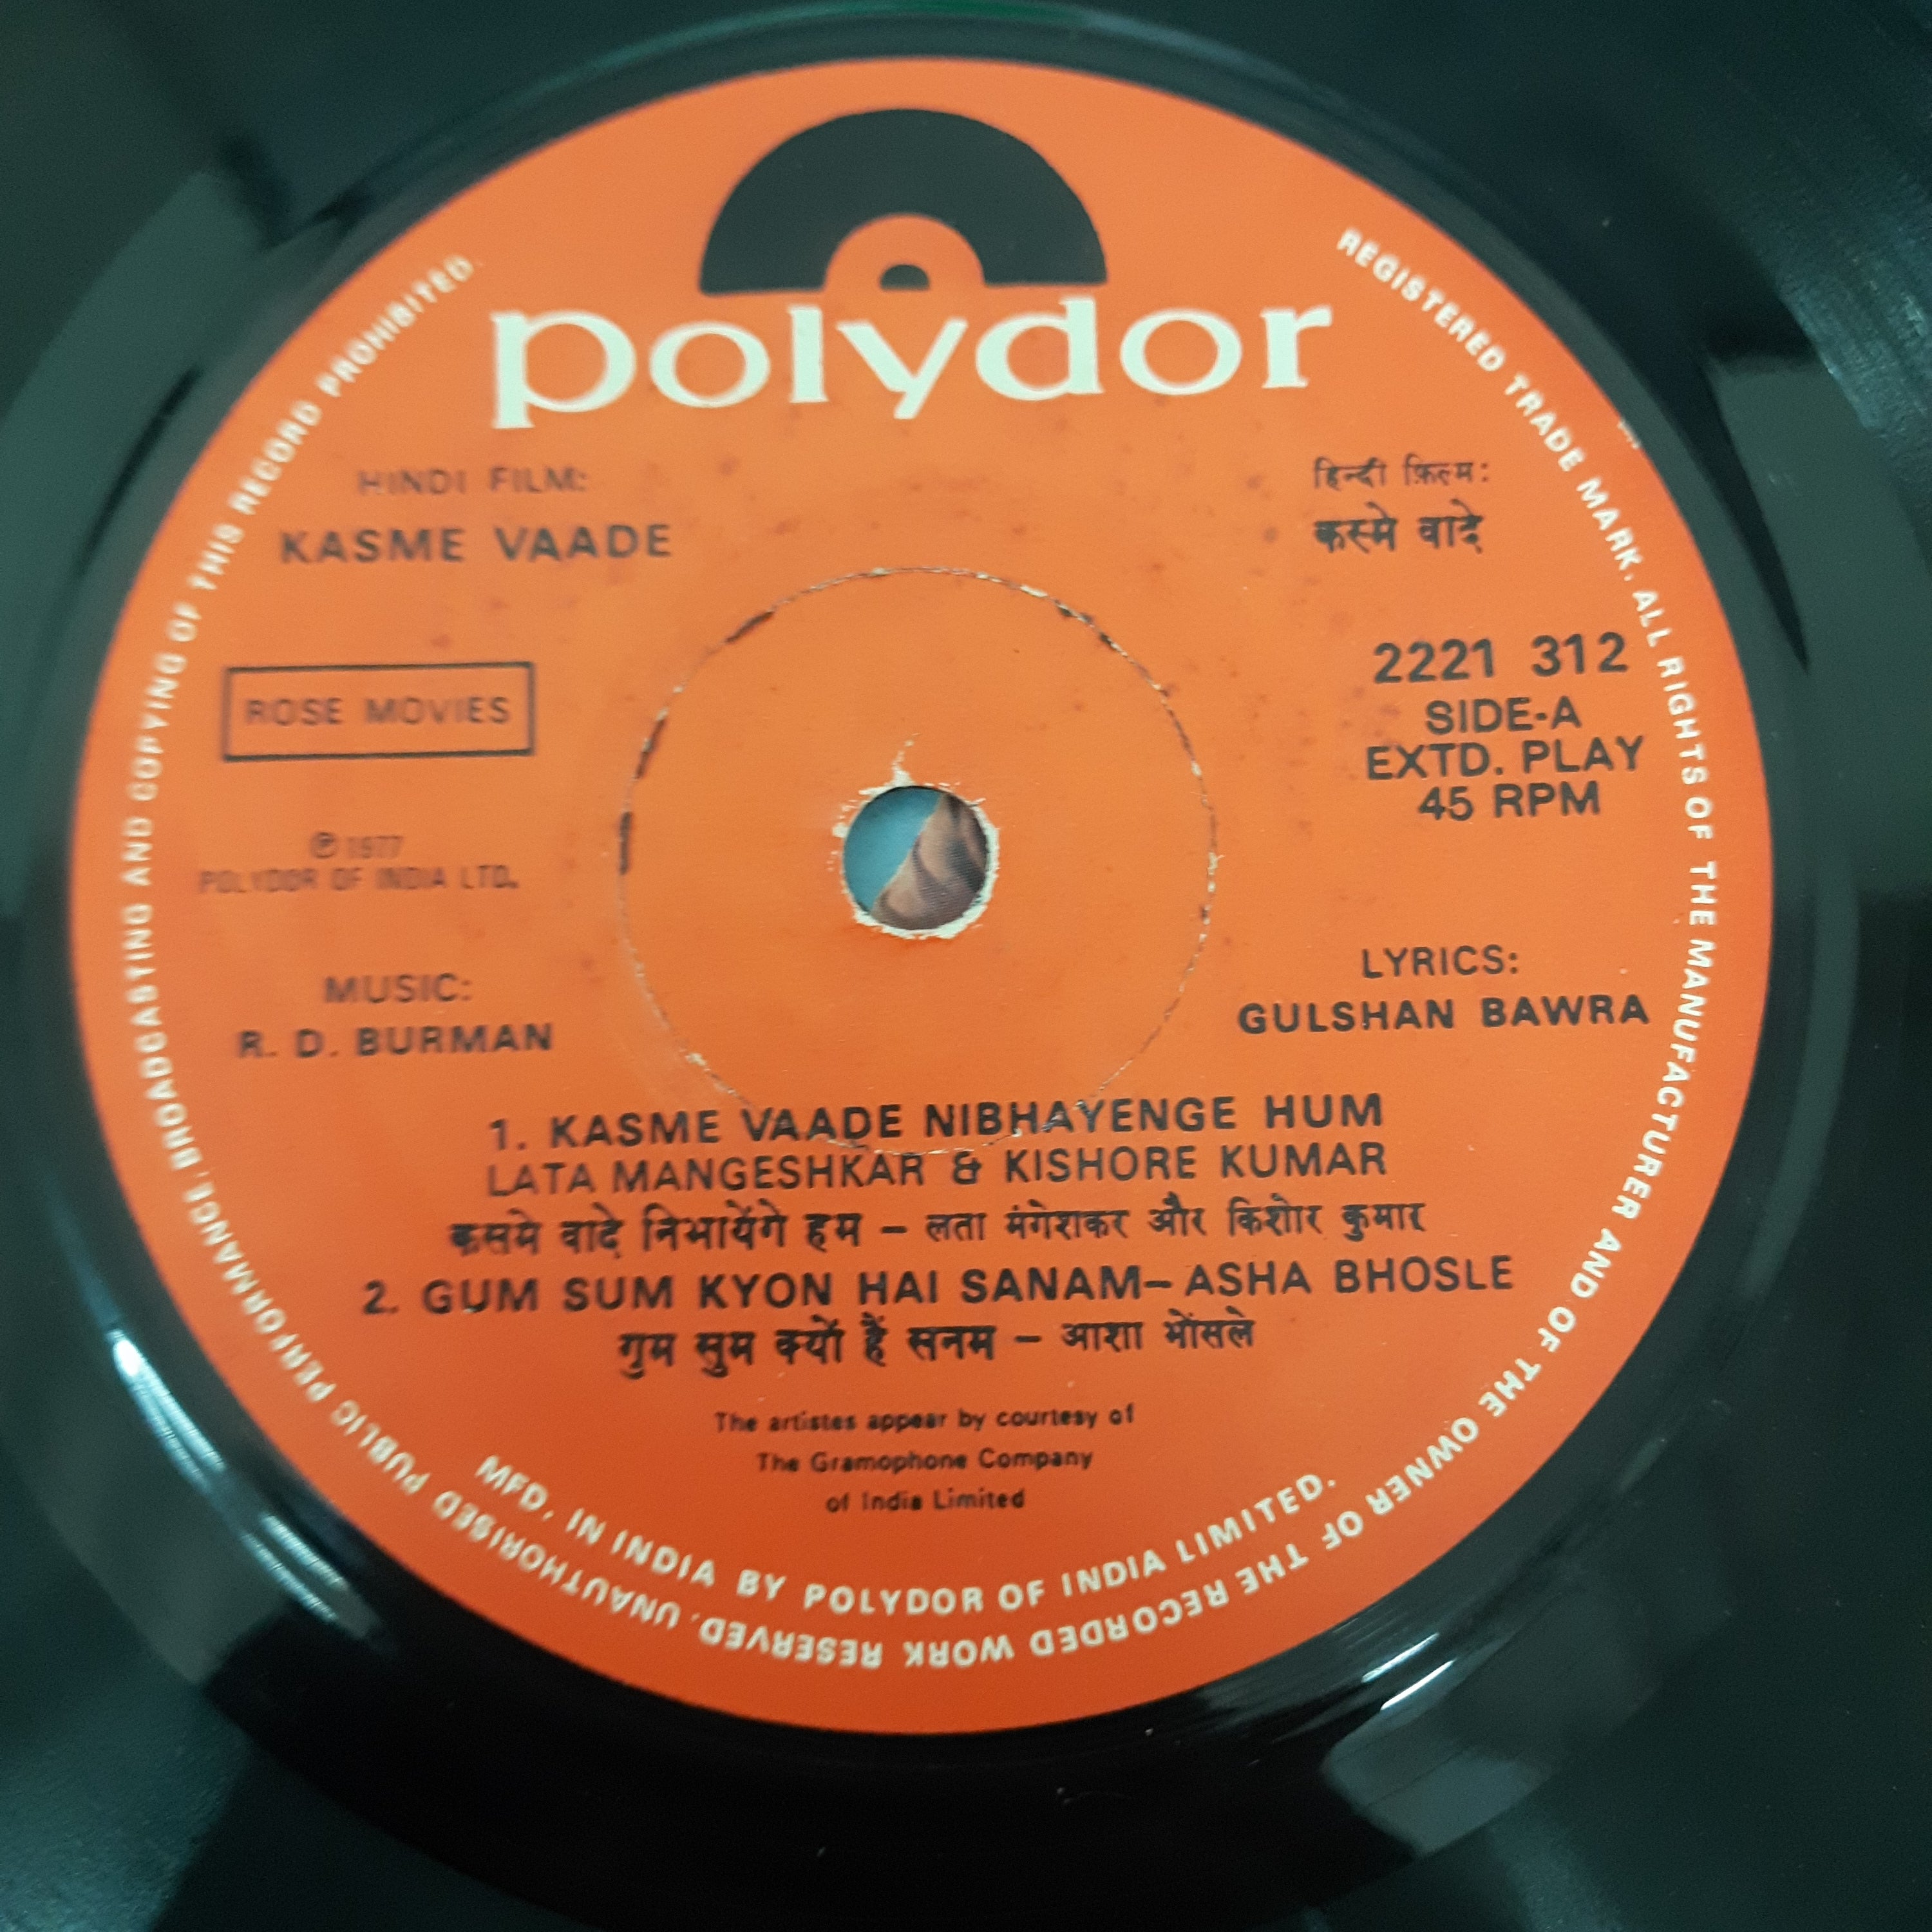 polydor
HINDI FILM:
KASME VAADE
हिन्दी फ़िल्म:
कस्मे वादे
ROSE MOVIES
2221 312
SIDE-A
EXTD. PLAY
45 RPM
℗ 1977
POLYDOR OF INDIA LTD.
MUSIC:
R. D. BURMAN
LYRICS:
GULSHAN BAWRA
1. KASME VAADE NIBHAYENGE HUM
LATA MANGESHKAR & KISHORE KUMAR
कसमे वादे निभायेंगे हम – लता मंगेशकर और किशोर कुमार
2. GUM SUM KYON HAI SANAM – ASHA BHOSLE
गुम सुम क्यों हैं सनम – आशा भोंसले
The artistes appear by courtesy of
The Gramophone Company
of India Limited
MFD. IN INDIA BY POLYDOR OF INDIA LIMITED.
REGISTERED TRADE MARK. ALL RIGHTS OF THE MANUFACTURER AND OF THE OWNER OF THE RECORDED WORK RESERVED. UNAUTHORISED PUBLIC PERFORMANCE, BROADCASTING AND COPYING OF THIS RECORD PROHIBITED.